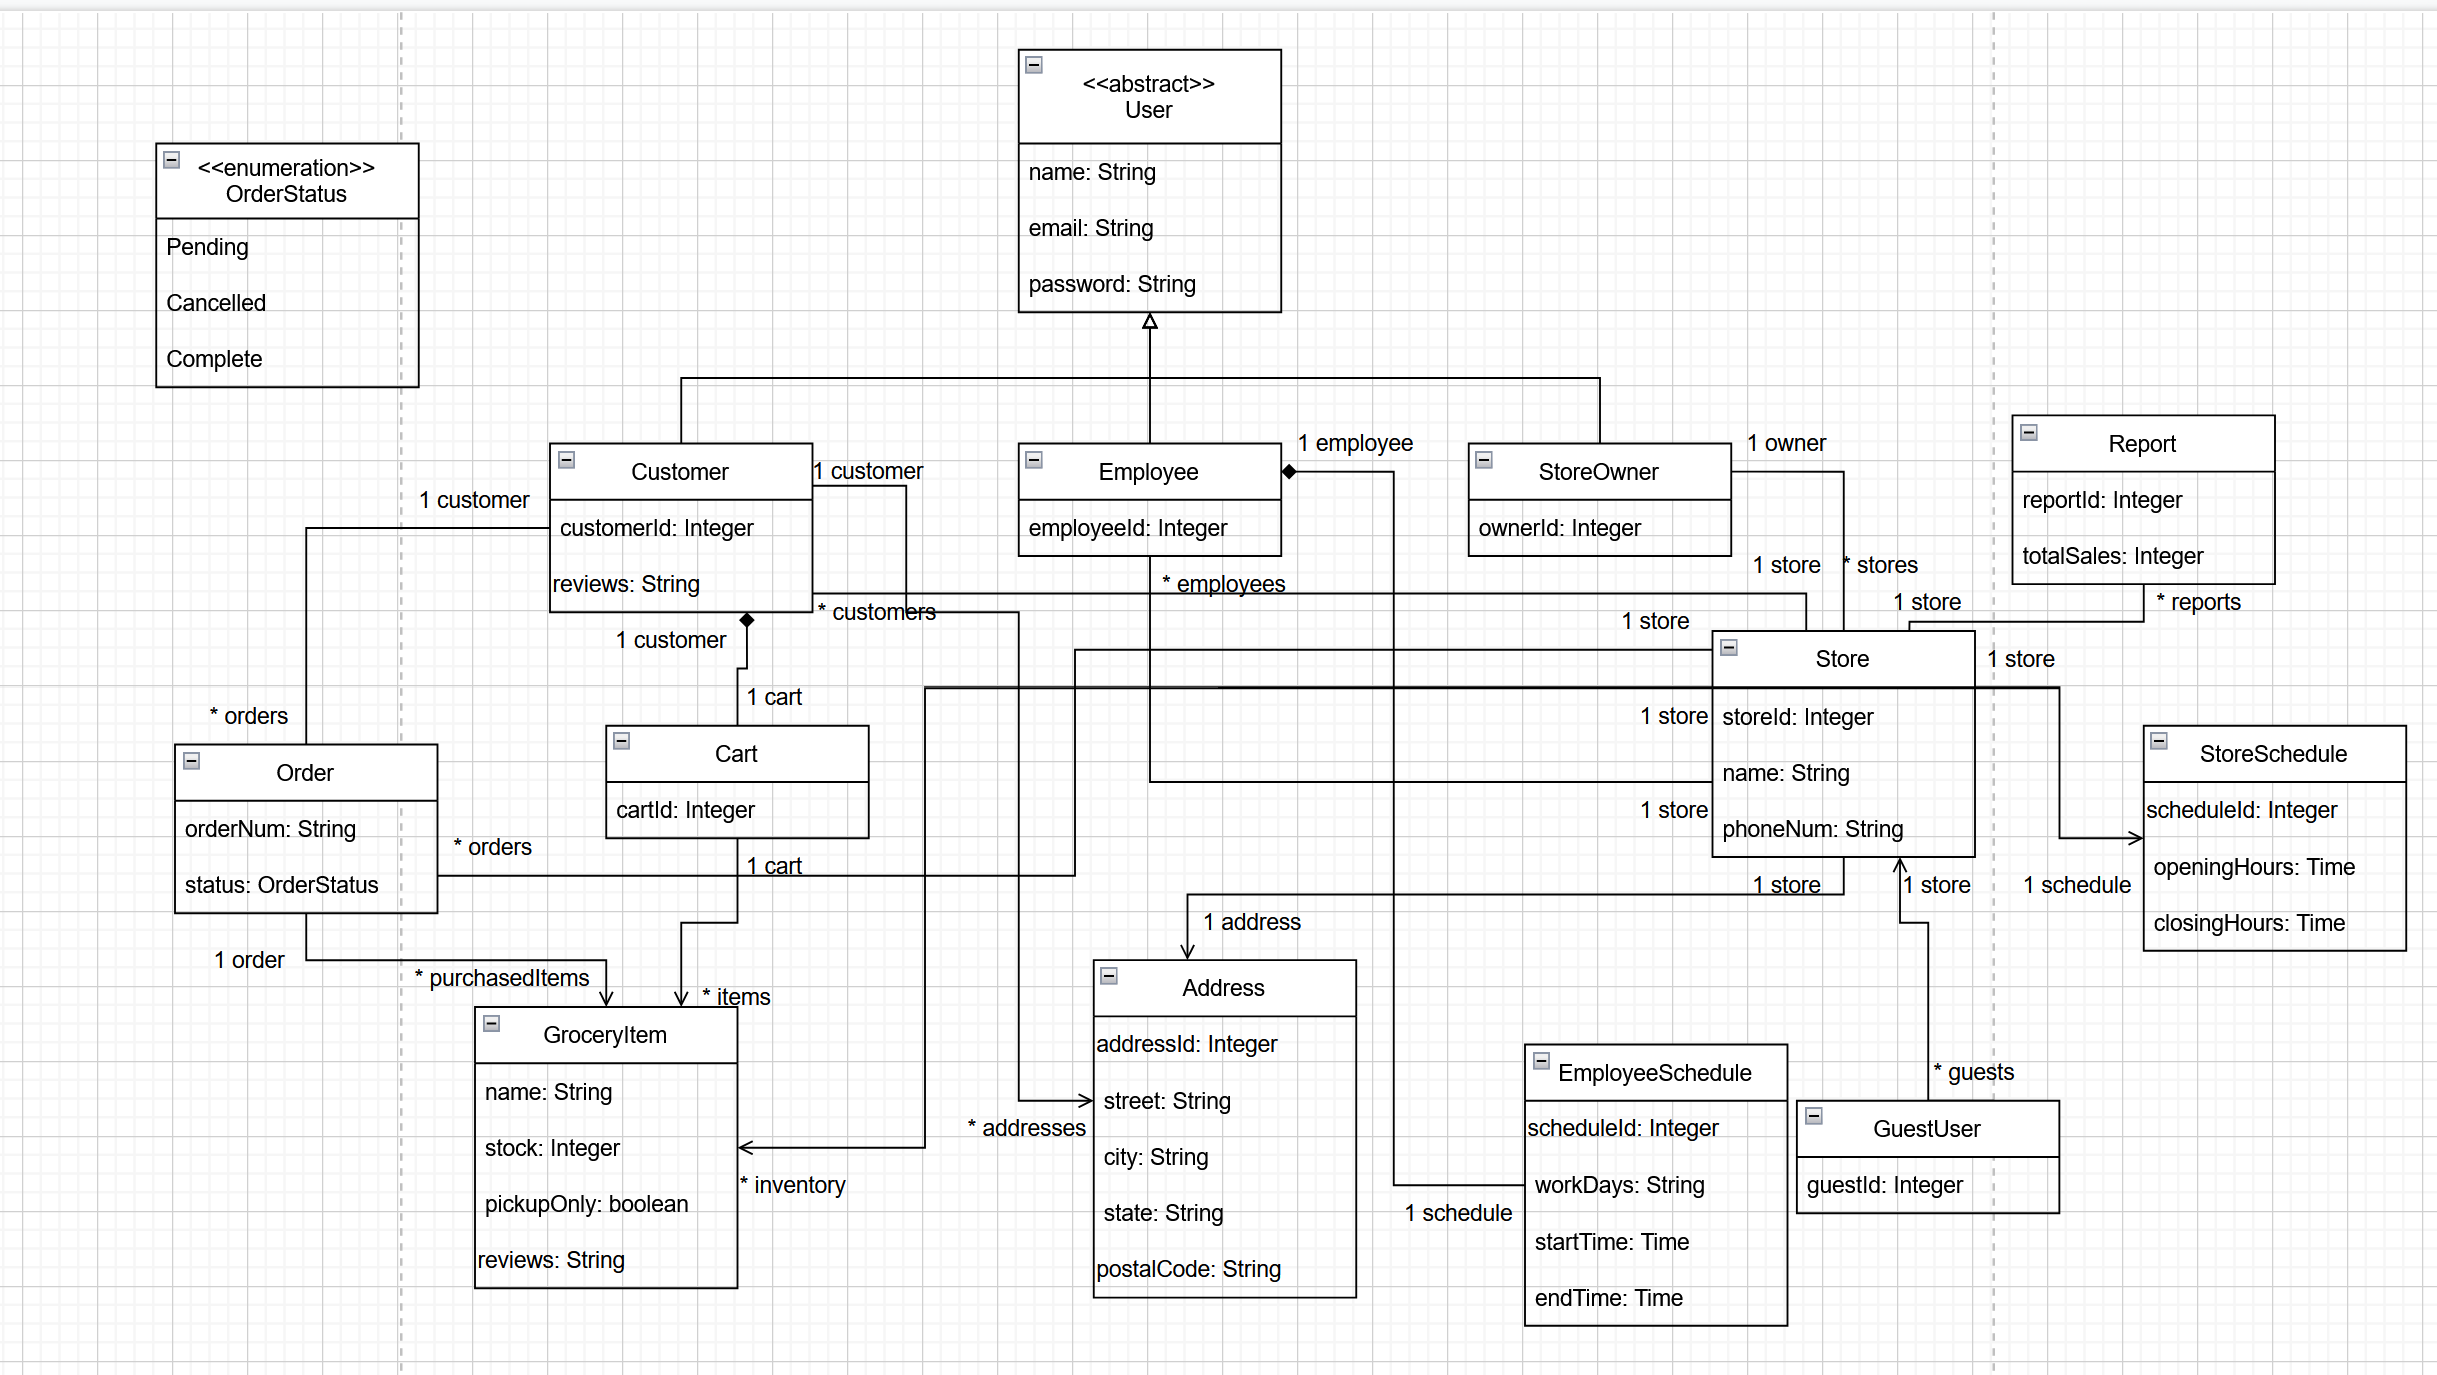 <<abstract>>
User
name: String
email: String
password: String
<<enumeration>>
OrderStatus
Pending
Cancelled
Complete
Customer
customerId: Integer
reviews: String
1 customer
1 customer
* customers
1 customer
Employee
employeeId: Integer
1 employee
* employees
StoreOwner
ownerId: Integer
1 owner
* stores
1 store
Report
reportId: Integer
totalSales: Integer
* reports
1 store
1 store
Store
storeId: Integer
name: String
phoneNum: String
1 store
1 store
1 store
1 store
1 store
* orders
Order
orderNum: String
status: OrderStatus
* orders
1 order
* purchasedItems
1 cart
Cart
cartId: Integer
1 cart
* items
GroceryItem
name: String
stock: Integer
pickupOnly: boolean
reviews: String
* inventory
1 address
Address
addressId: Integer
street: String
city: String
state: String
postalCode: String
* addresses
EmployeeSchedule
scheduleId: Integer
workDays: String
startTime: Time
endTime: Time
1 schedule
* guests
GuestUser
guestId: Integer
StoreSchedule
scheduleId: Integer
openingHours: Time
closingHours: Time
1 schedule